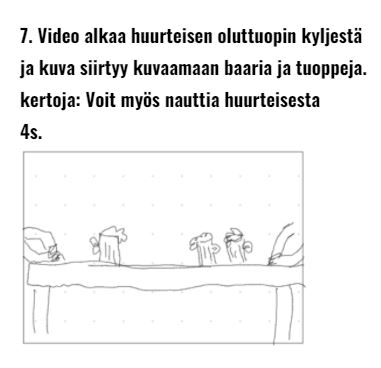 7. Video alkaa huurteisen oluttuopin kyljestä
ja kuva siirtyy kuvaamaan baaria ja tuoppeja.
kertoja: Voit myös nauttia huurteisesta
4s.